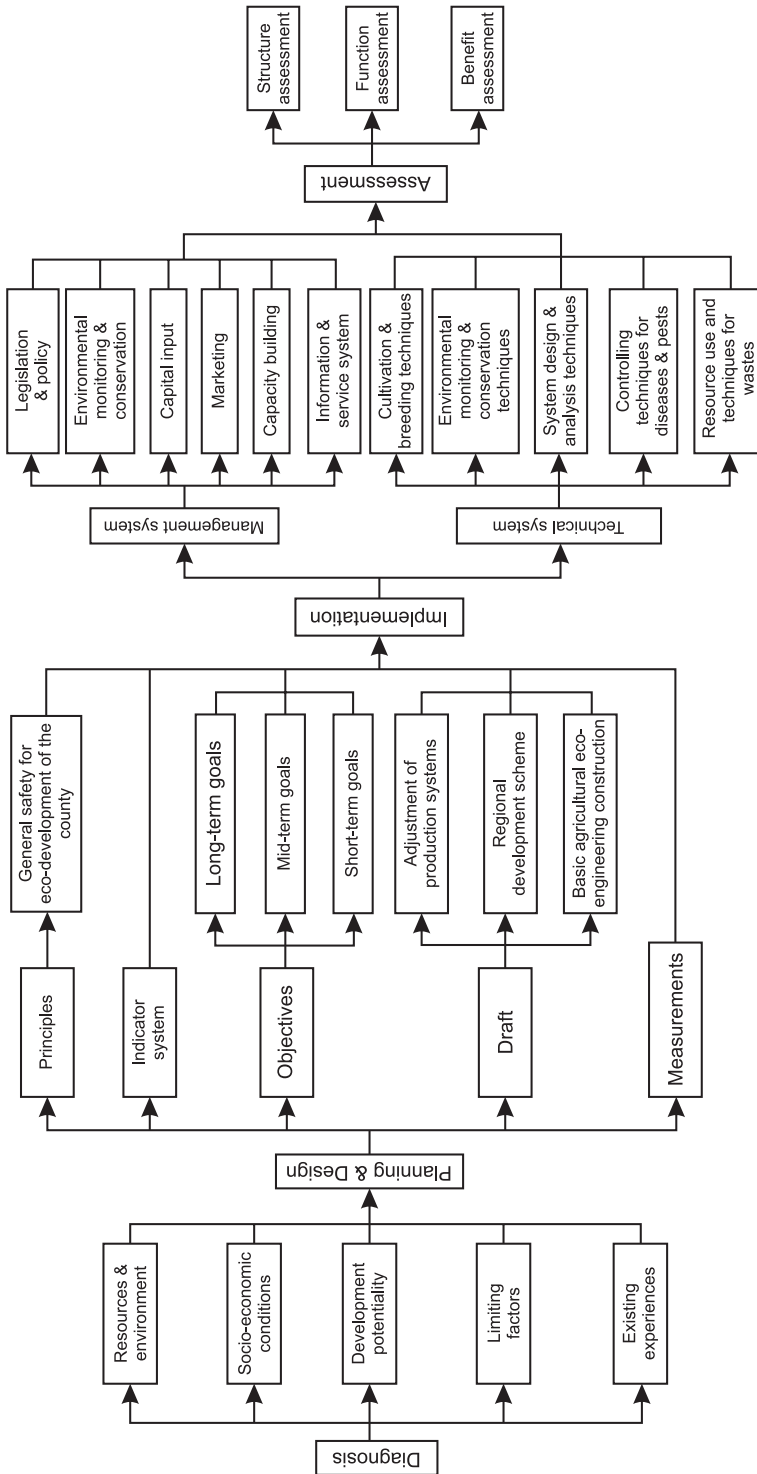 Diagnosis
Resources &
environment
Socio-economic
conditions
Development
potentiality
Limiting
factors
Existing
experiences
Planning & Design
Principles
Indicator
system
Objectives
Draft
Measurements
General safety for
eco-development of the
county
Long-term goals
Mid-term goals
Short-term goals
Adjustment of
production systems
Regional
development scheme
Basic agricultural eco-
engineering construction
Implementation
Management system
Technical system
Legislation
& policy
Environmental
monitoring &
conservation
Capital input
Marketing
Capacity building
Information &
service system
Cultivation &
breeding techniques
Environmental
monitoring &
conservation
techniques
System design &
analysis techniques
Controlling
techniques for
diseases & pests
Resource use and
techniques for
wastes
Assessment
Structure
assessment
Function
assessment
Benefit
assessment